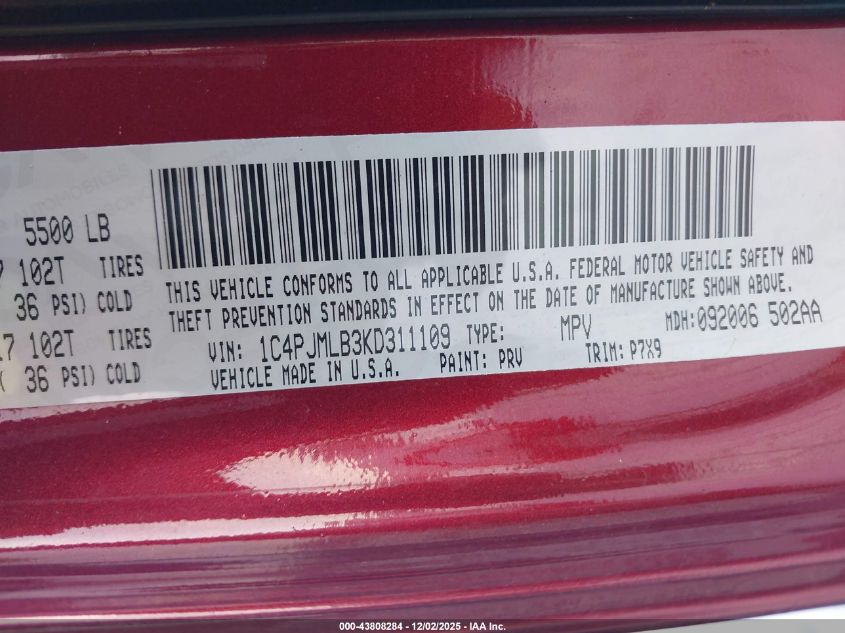 5500 LB
102T TIRES
36 PSI) COLD
7 102T
( 36 PSI) COLD
THIS VEHICLE CONFORMS TO ALL APPLICABLE U.S.A. FEDERAL MOTOR VEHICLE SAFETY AND
THEFT PREVENTION STANDARDS IN EFFECT ON THE DATE OF MANUFACTURE SHOWN ABOVE.
VIN: 1C4PJMLB3KD311109 TYPE: MPV MDH:092006 502AA
VEHICLE MADE IN U.S.A. PAINT: PRV TRIM: P7X9
000-43808284 - 12/02/2025 - IAA Inc.